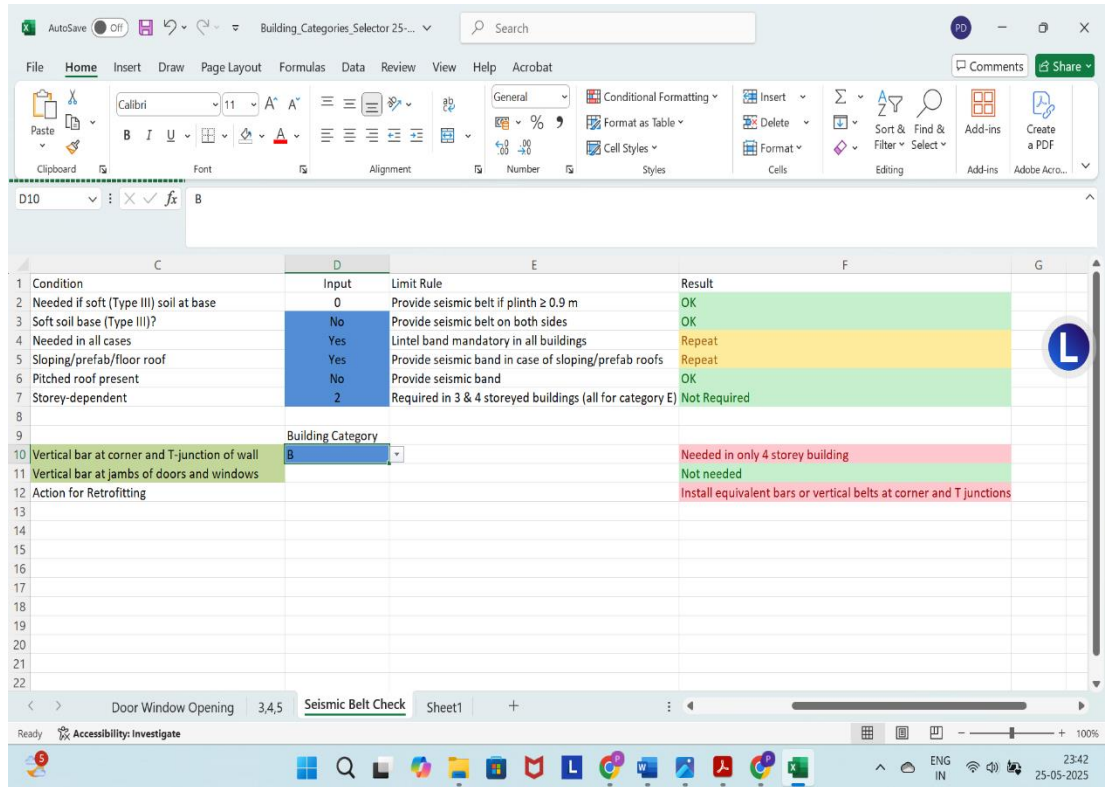 AutoSave Off Building_Categories_Selector 25-... Search PD
File Home Insert Draw Page Layout Formulas Data Review View Help Acrobat Comments Share
Paste Calibri 11 A^ A˅ ab General Conditional Formatting Insert Σ
B I U A % Format as Table Delete Sort & Filter Find & Select Add-ins Create a PDF
Cell Styles Format
Clipboard Font Alignment Number Styles Cells Editing Add-ins Adobe Acro...
D10 fx B
C D E F G
1 Condition Input Limit Rule Result
2 Needed if soft (Type III) soil at base 0 Provide seismic belt if plinth ≥ 0.9 m OK
3 Soft soil base (Type III)? No Provide seismic belt on both sides OK
4 Needed in all cases Yes Lintel band mandatory in all buildings Repeat
5 Sloping/prefab/floor roof Yes Provide seismic band in case of sloping/prefab roofs Repeat
6 Pitched roof present No Provide seismic band OK
7 Storey-dependent 2 Required in 3 & 4 storeyed buildings (all for category E) Not Required
8
9 Building Category
10 Vertical bar at corner and T-junction of wall B Needed in only 4 storey building
11 Vertical bar at jambs of doors and windows Not needed
12 Action for Retrofitting Install equivalent bars or vertical belts at corner and T junctions
13
14
15
16
17
18
19
20
21
22
L
Door Window Opening 3,4,5 Seismic Belt Check Sheet1 +
Ready Accessibility: Investigate 100%
5 L ENG 23:42
IN 25-05-2025